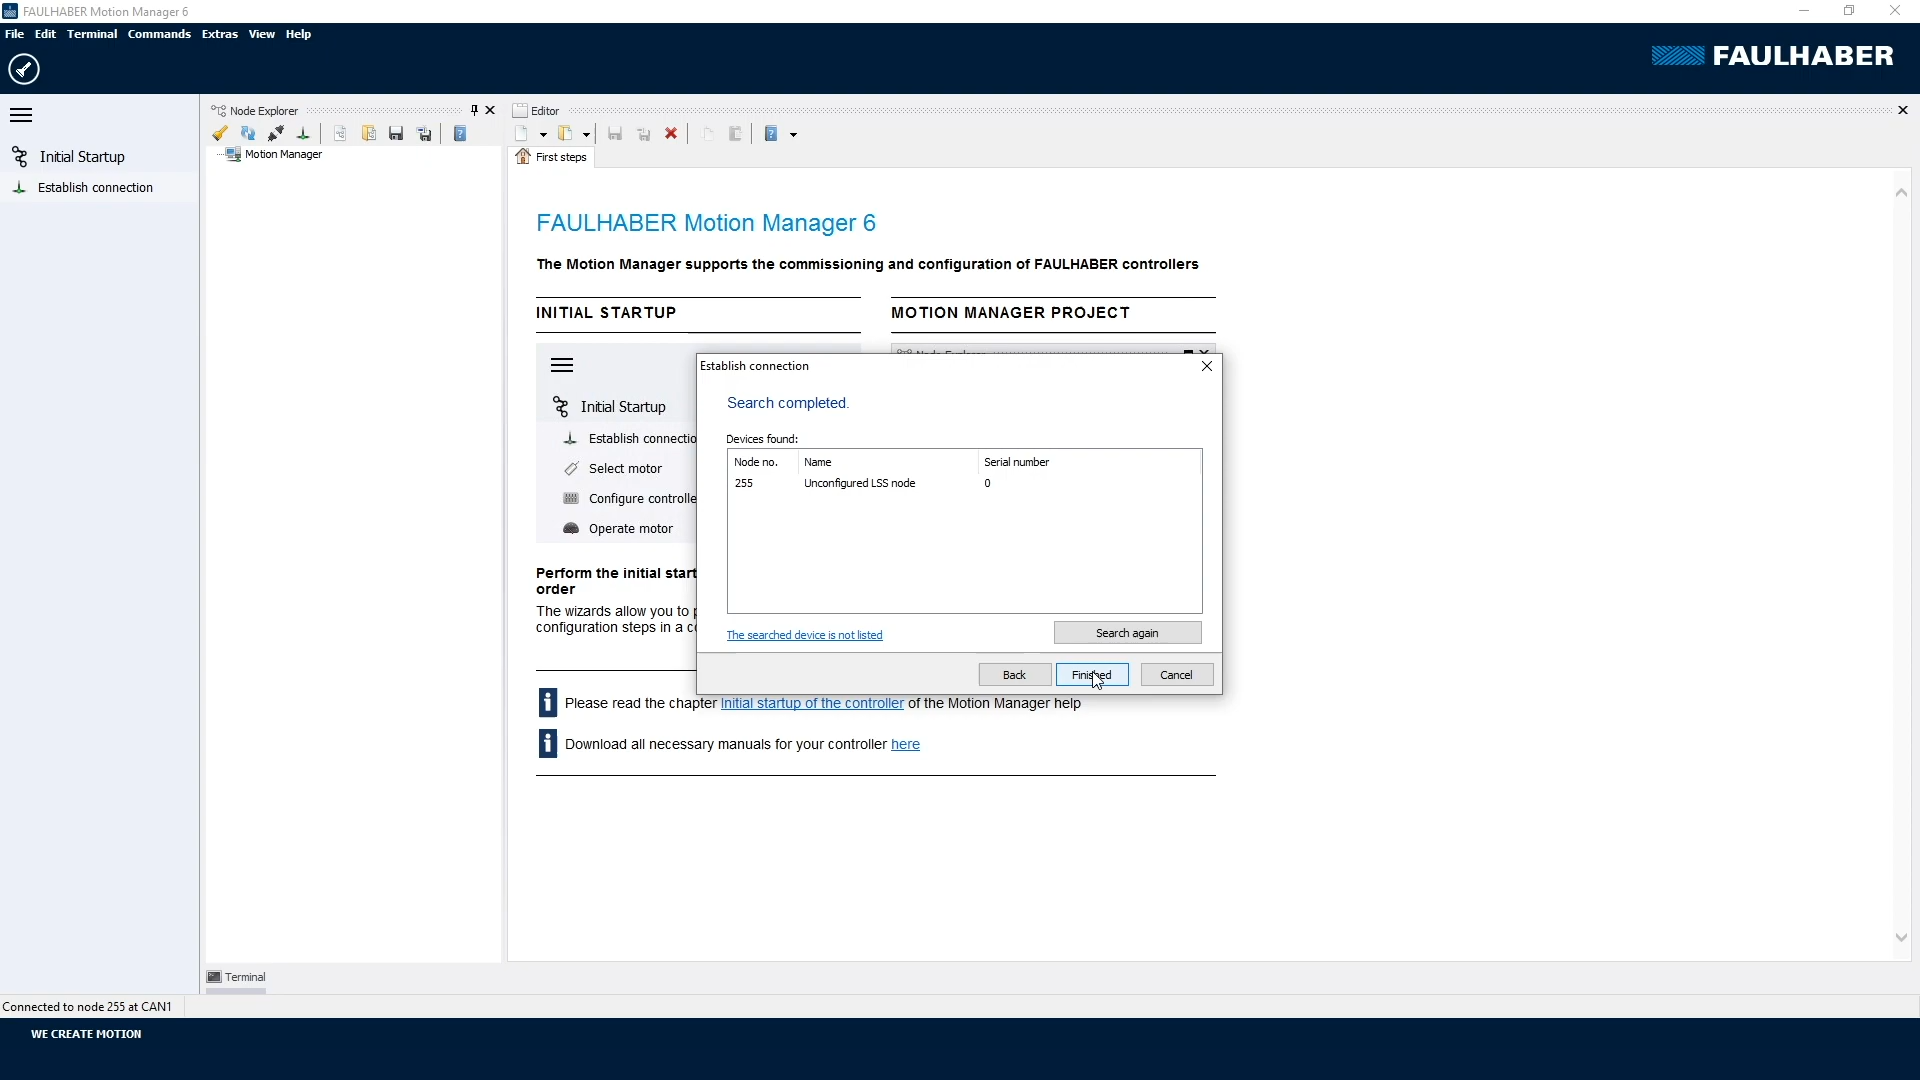 FAULHABER Motion Manager 6
File Edit Terminal Commands Extras View Help
FAULHABER
Initial Startup
Establish connection
Node Explorer
Motion Manager
Editor
First steps
FAULHABER Motion Manager 6
The Motion Manager supports the commissioning and configuration of FAULHABER controllers
INITIAL STARTUP
MOTION MANAGER PROJECT
Initial Startup
Establish connectio
Select motor
Configure controlle
Operate motor
Perform the initial start
order
The wizards allow you to
configuration steps in a
Establish connection
Search completed.
Devices found:
Node no. Name Serial number
255 Unconfigured LSS node 0
The searched device is not listed
Search again
Back Finished Cancel
Please read the chapter Initial startup of the controller of the Motion Manager help
Download all necessary manuals for your controller here
Terminal
Connected to node 255 at CAN1
WE CREATE MOTION